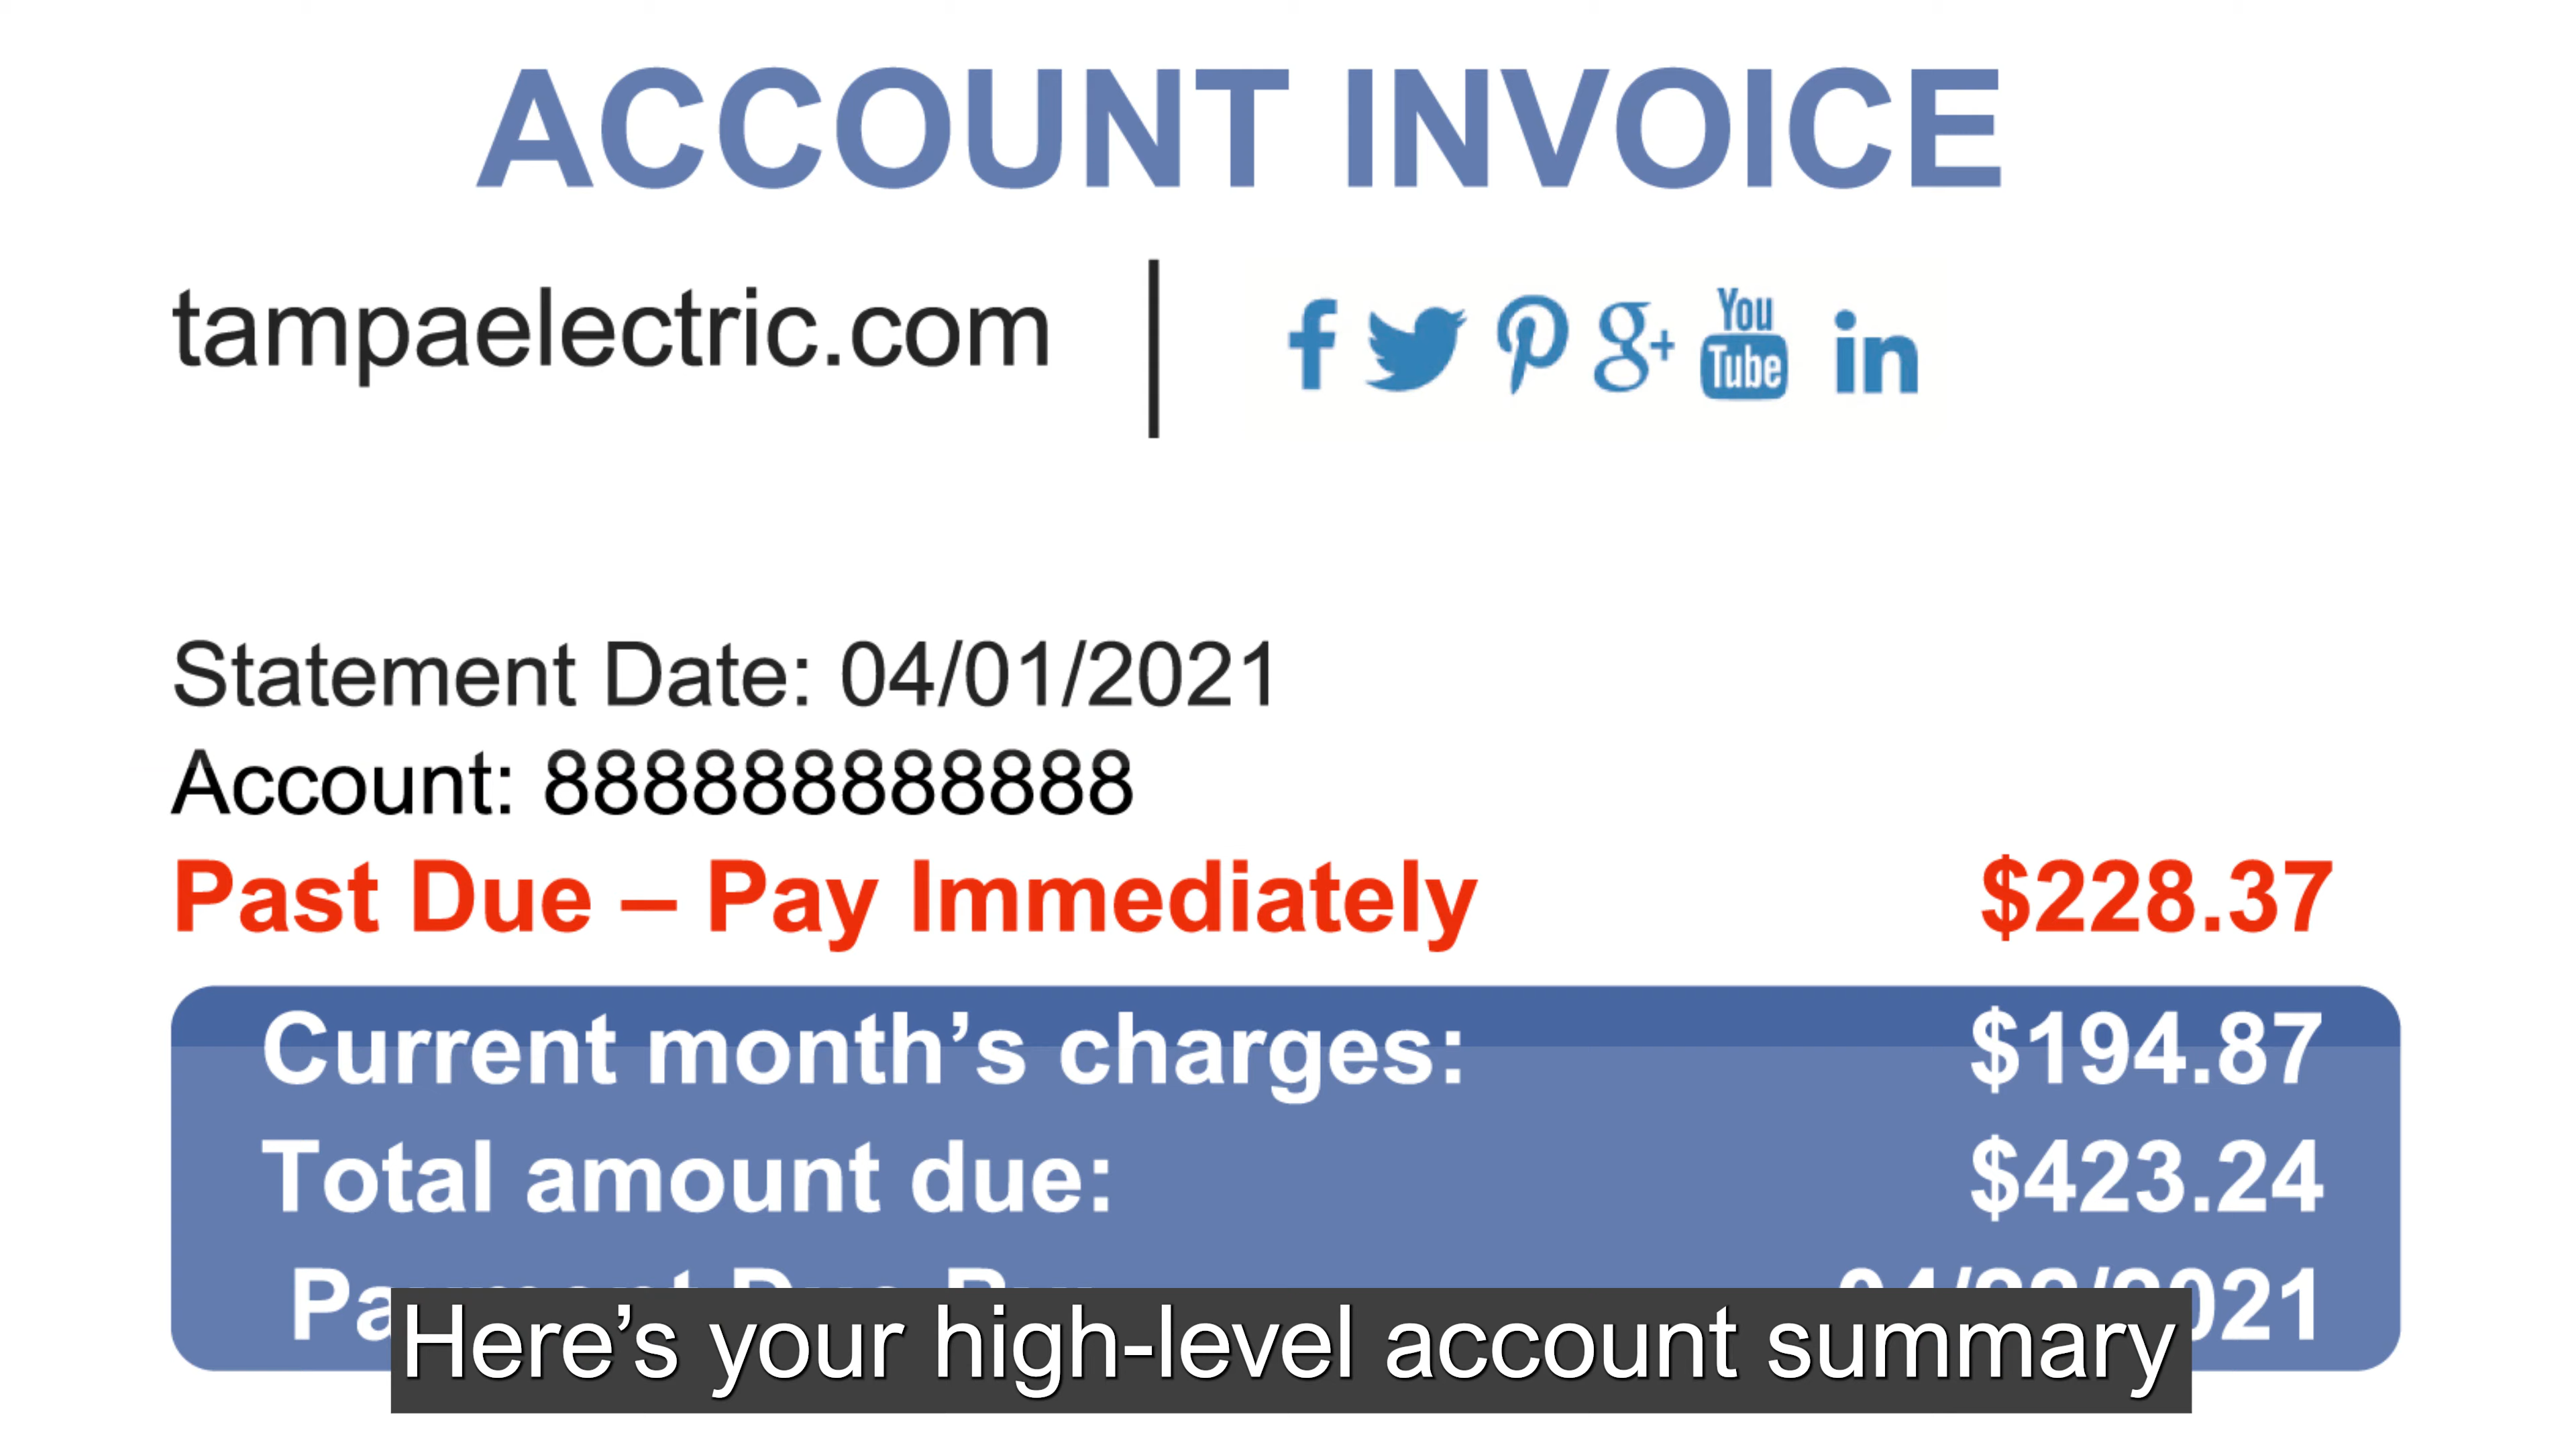 ACCOUNT INVOICE
tampaelectric.com
f P g+ You Tube in
Statement Date: 04/01/2021
Account: 888888888888
Past Due – Pay Immediately $228.37
Current month’s charges: $194.87
Total amount due: $423.24
Here’s your high-level account summary